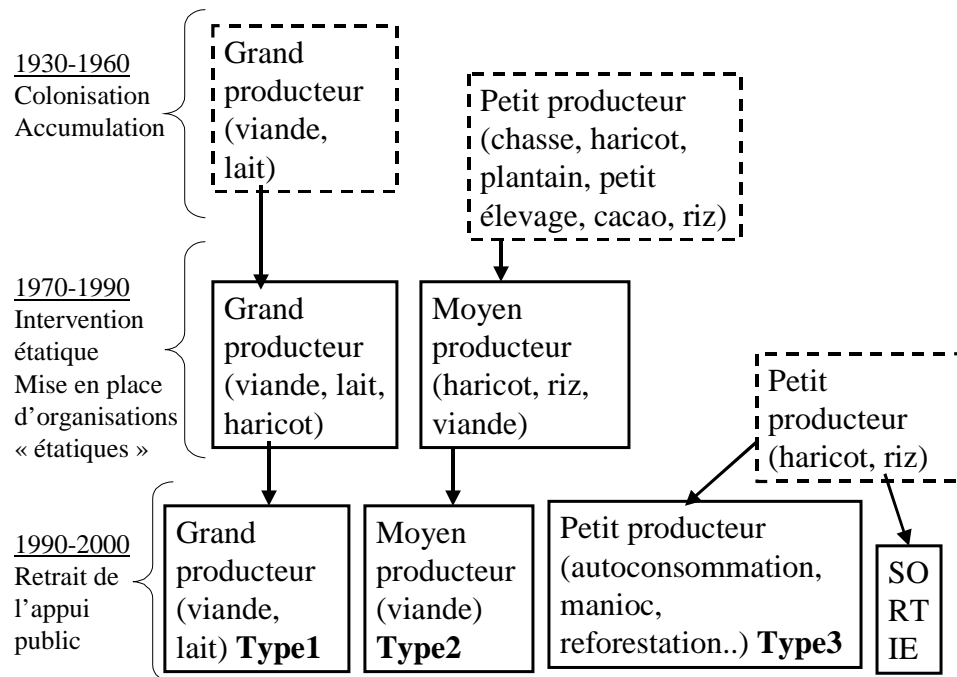 1930-1960
Colonisation
Accumulation
Grand
producteur
(viande,
lait)
Petit producteur
(chasse, haricot,
plantain, petit
élevage, cacao, riz)
1970-1990
Intervention
étatique
Mise en place
d’organisations
« étatiques »
Grand
producteur
(viande, lait,
haricot)
Moyen
producteur
(haricot, riz,
viande)
Petit
producteur
(haricot, riz)
1990-2000
Retrait de
l’appui
public
Grand
producteur
(viande,
lait) Type1
Moyen
producteur
(viande)
Type2
Petit producteur
(autoconsommation,
manioc,
reforestation..) Type3
SO
RT
IE